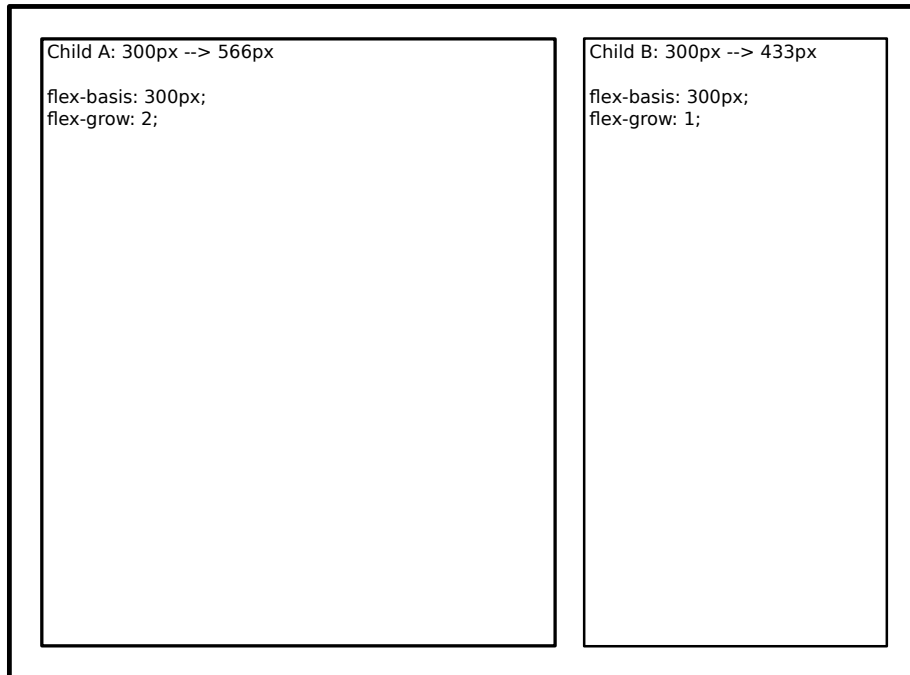 Child A: 300px --> 566px
flex-basis: 300px;
flex-grow: 2;
Child B: 300px --> 433px
flex-basis: 300px;
flex-grow: 1;